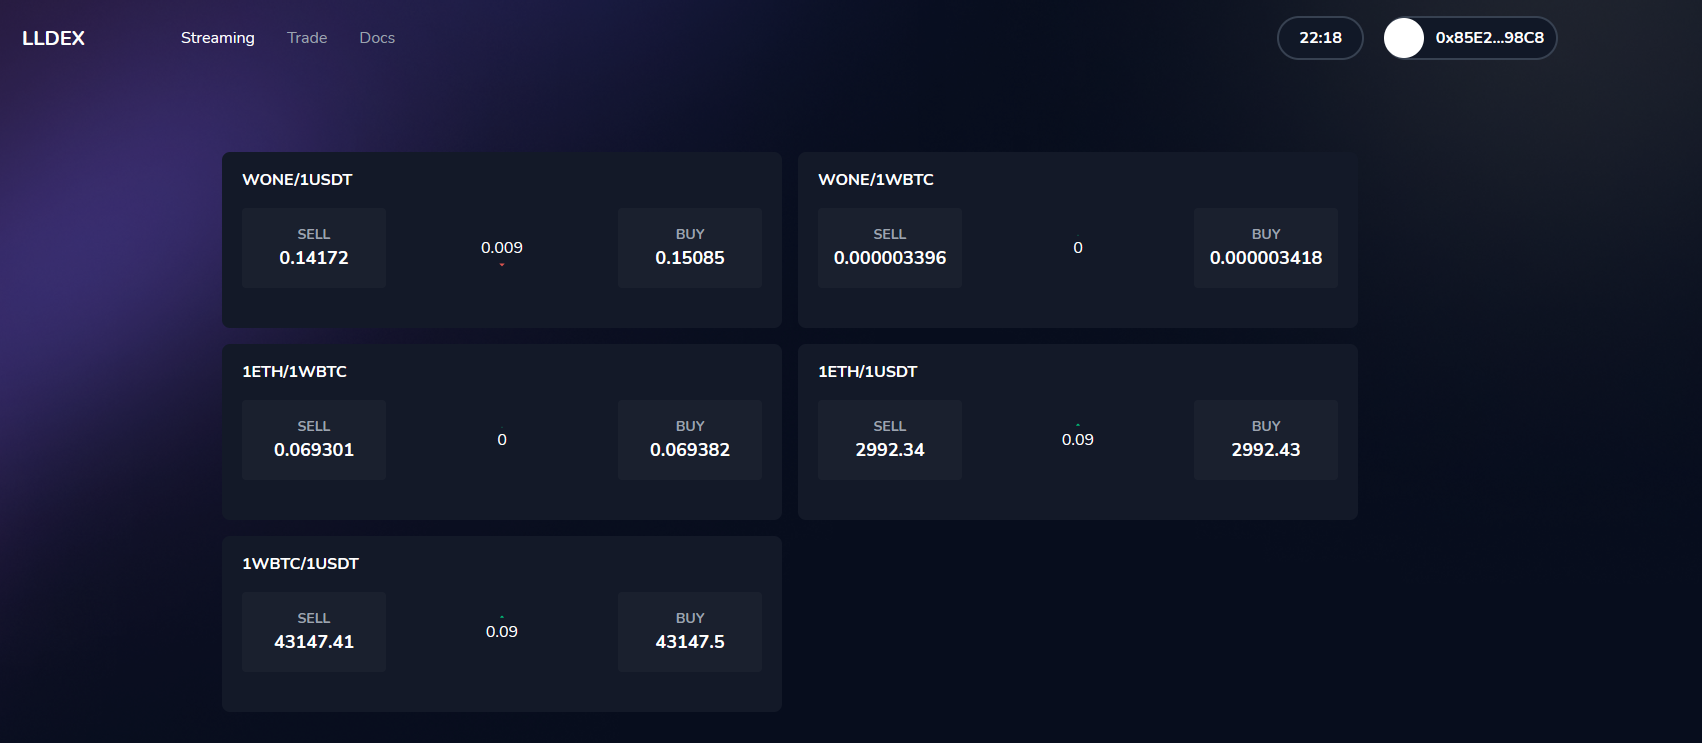 LLDEX Streaming Trade Docs 22:18 0x85E2...98C8
WONE/1USDT
SELL
0.14172
0.009
BUY
0.15085
WONE/1WBTC
SELL
0.000003396
0
BUY
0.000003418
1ETH/1WBTC
SELL
0.069301
0
BUY
0.069382
1ETH/1USDT
SELL
2992.34
0.09
BUY
2992.43
1WBTC/1USDT
SELL
43147.41
0.09
BUY
43147.5